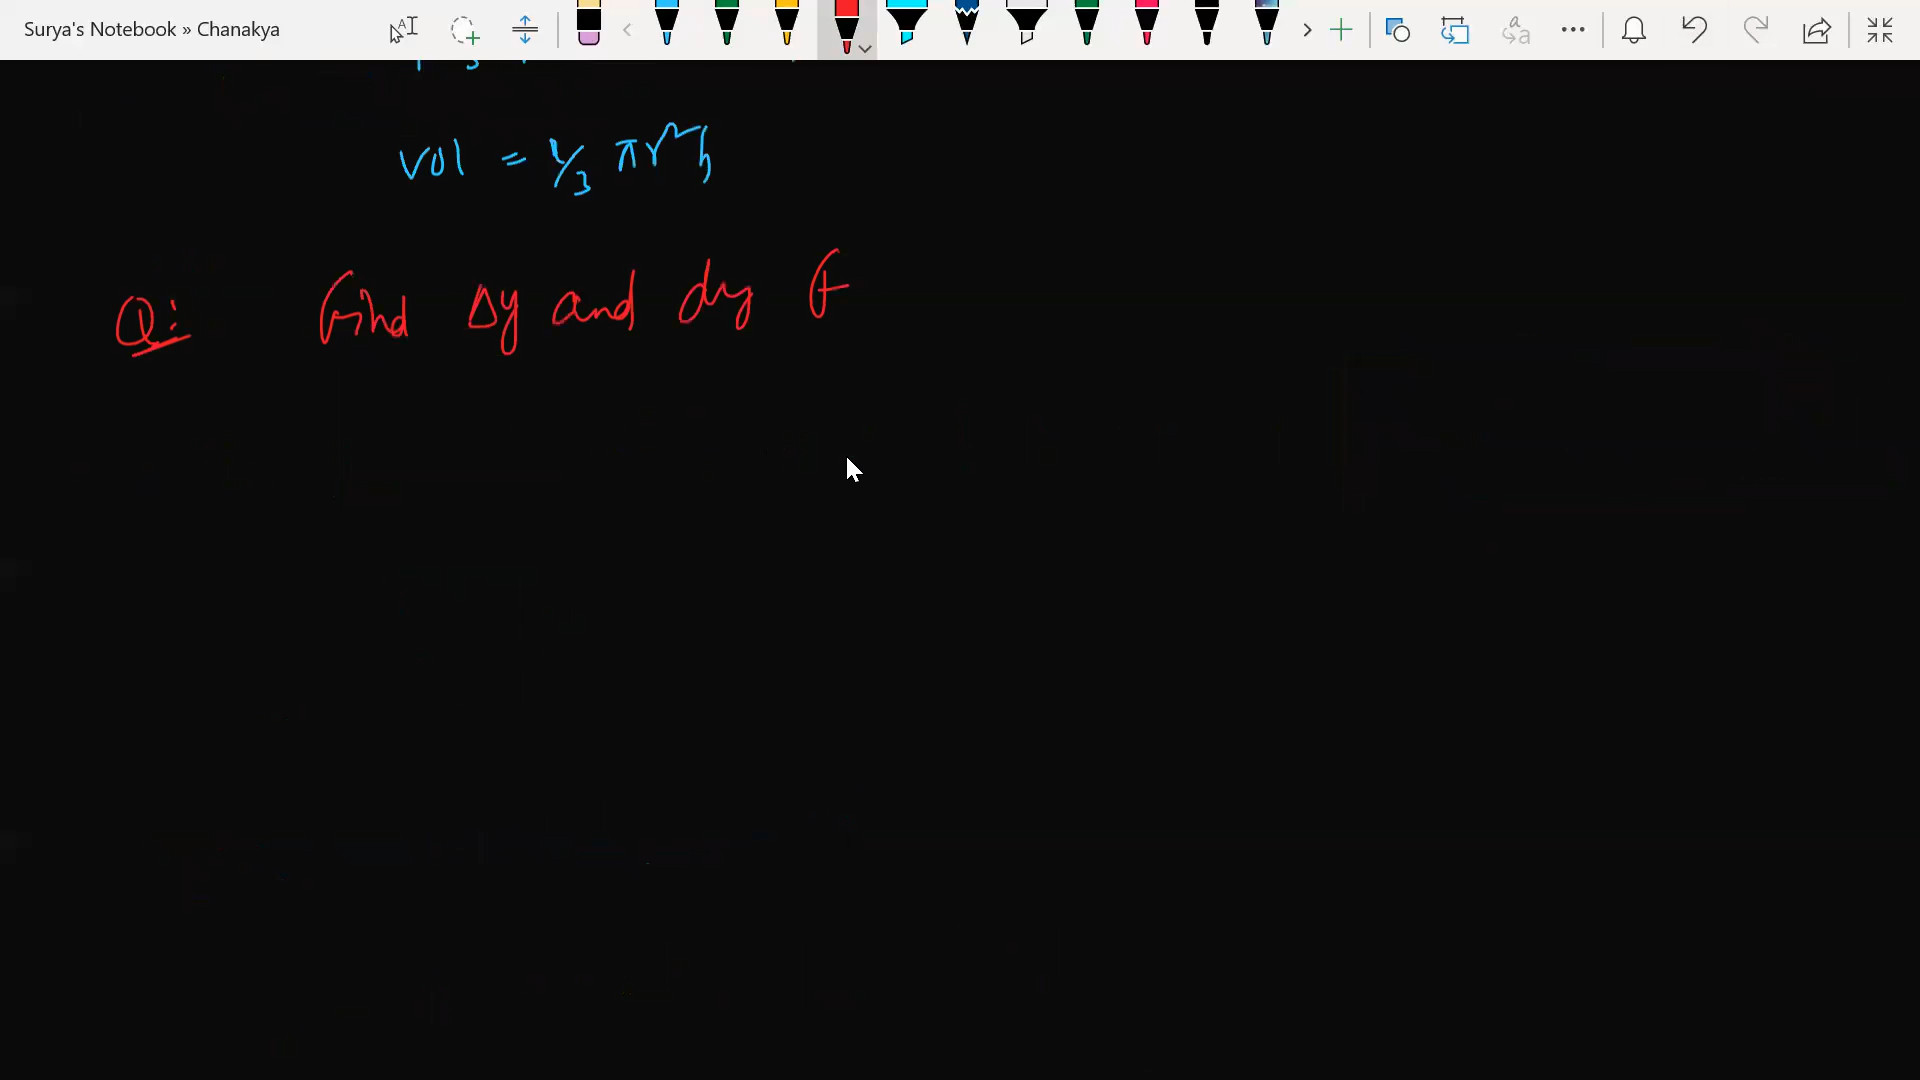 Surya's Notebook » Chanakya
vol = 1/3 πr²h
Q: Find Δy and dy f